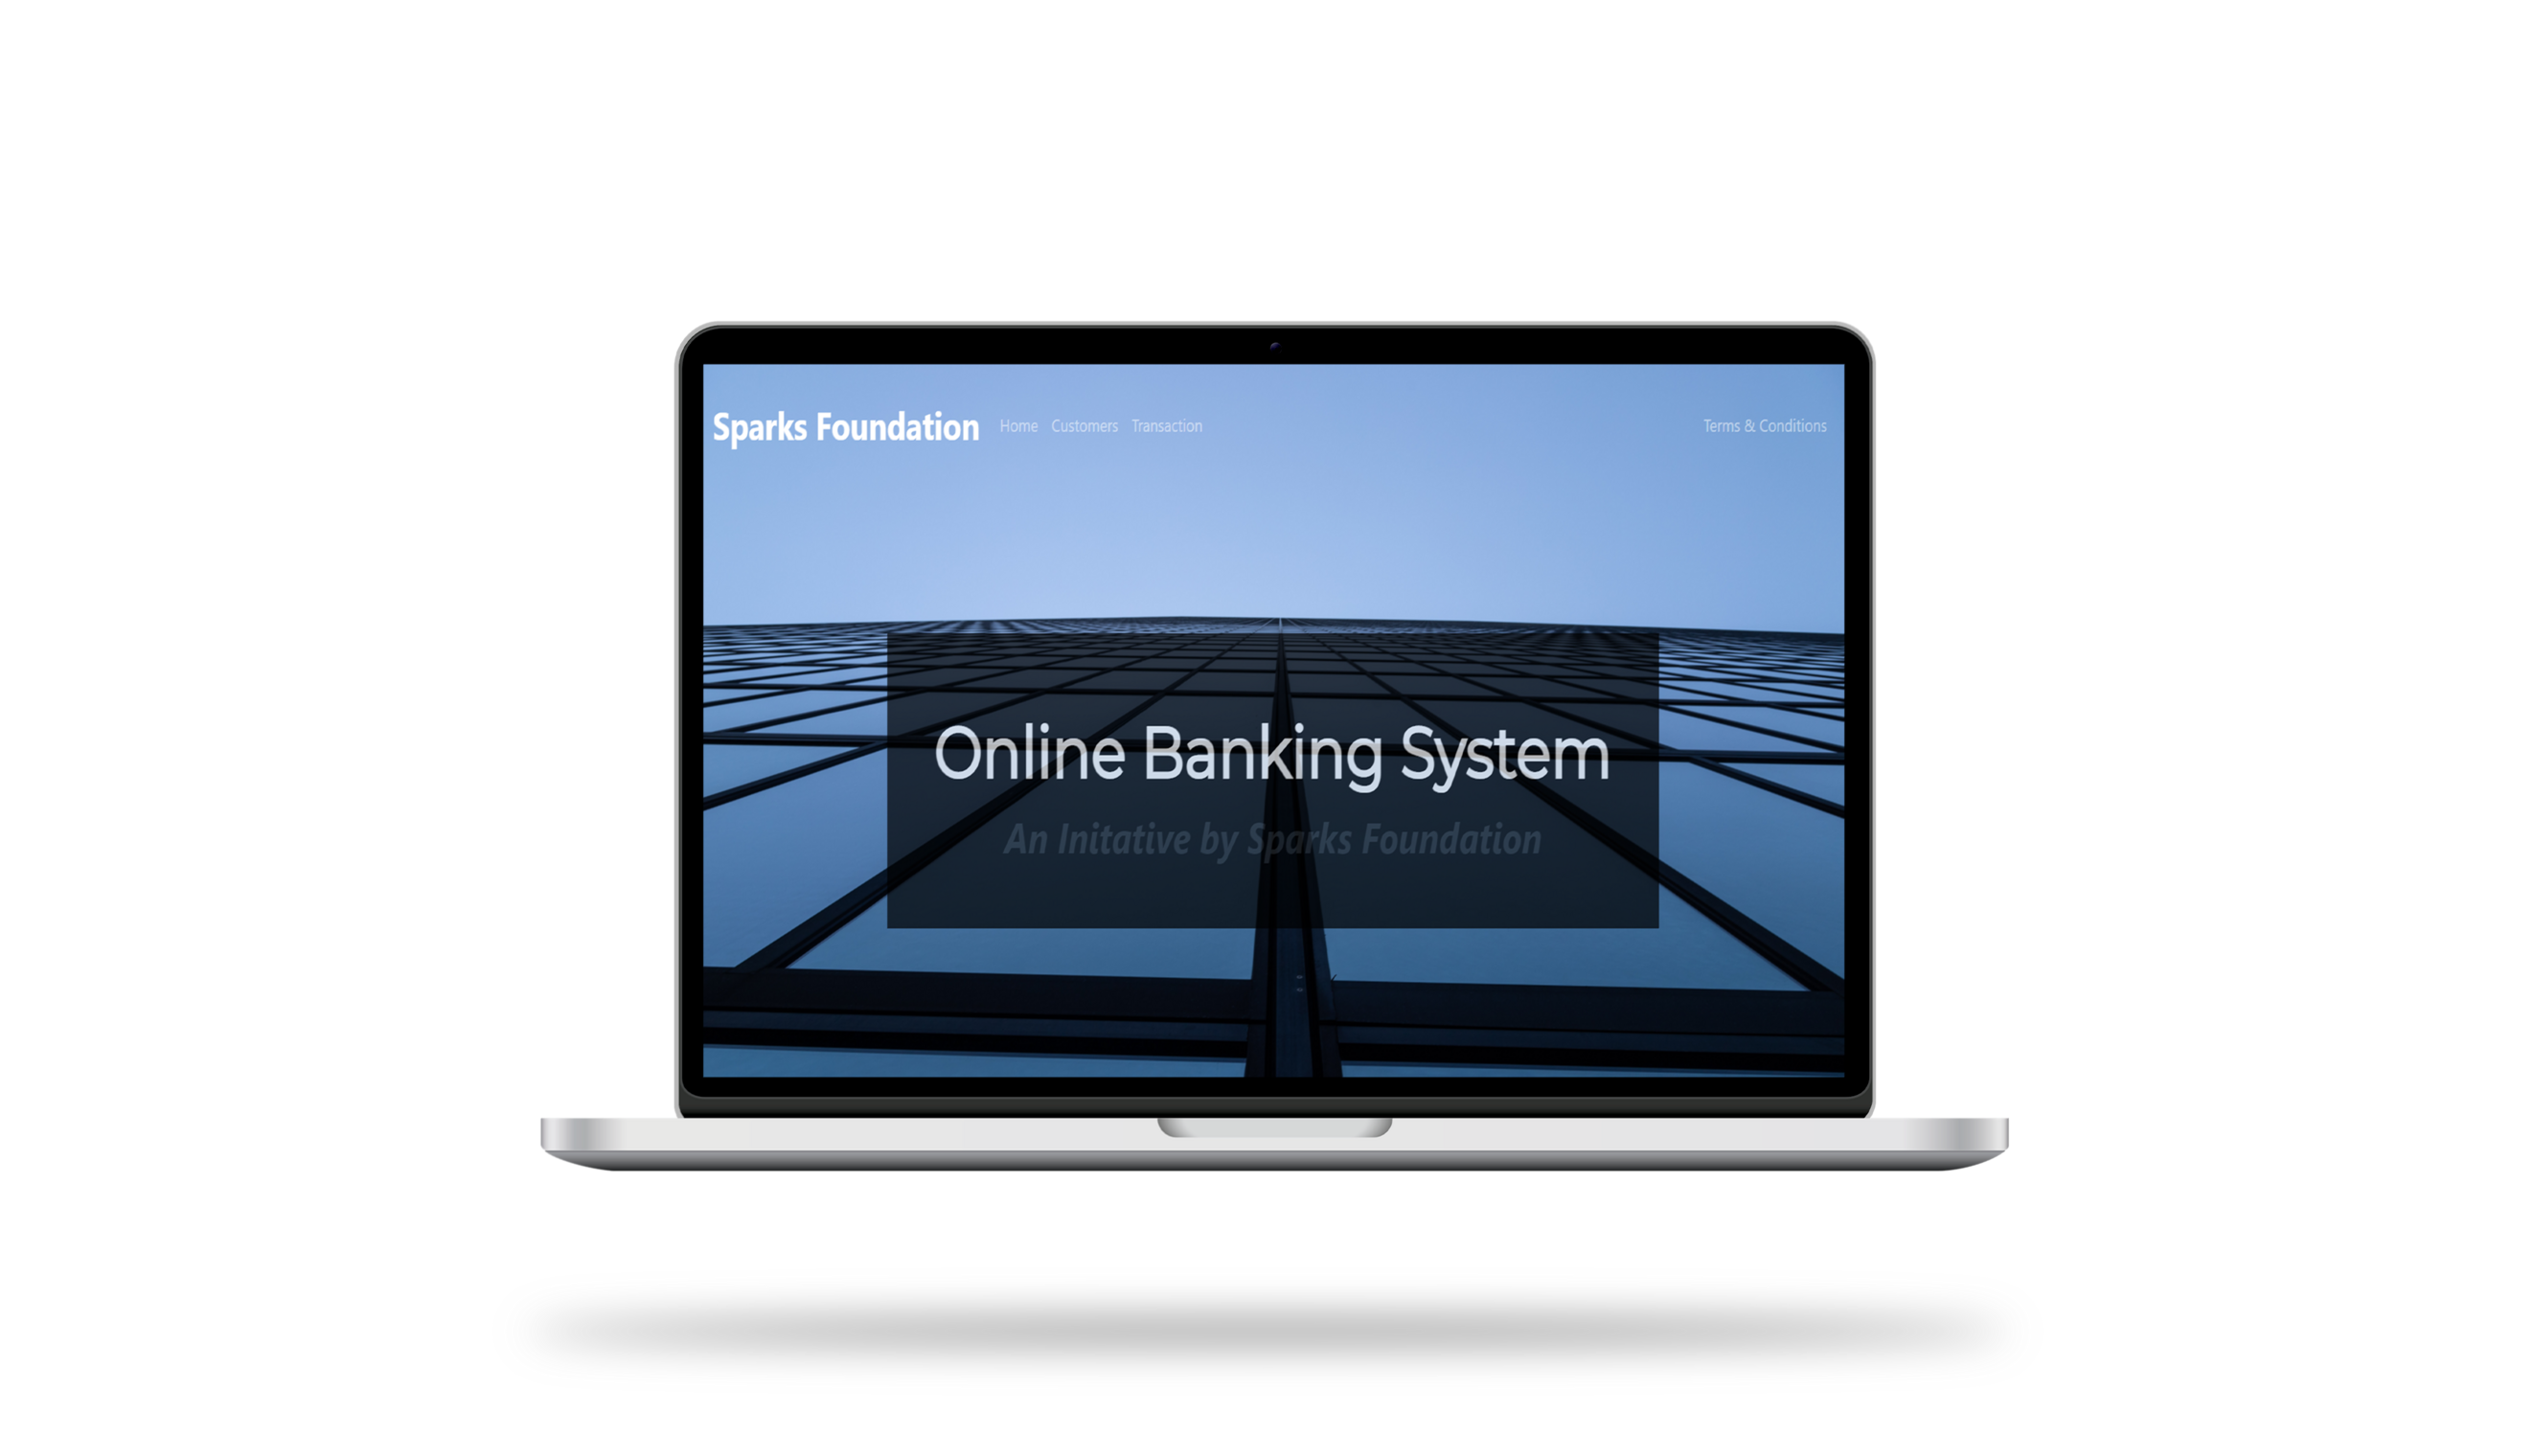 Sparks Foundation Home Customers Transaction Terms & Conditions
Online Banking System
An Initative by Sparks Foundation